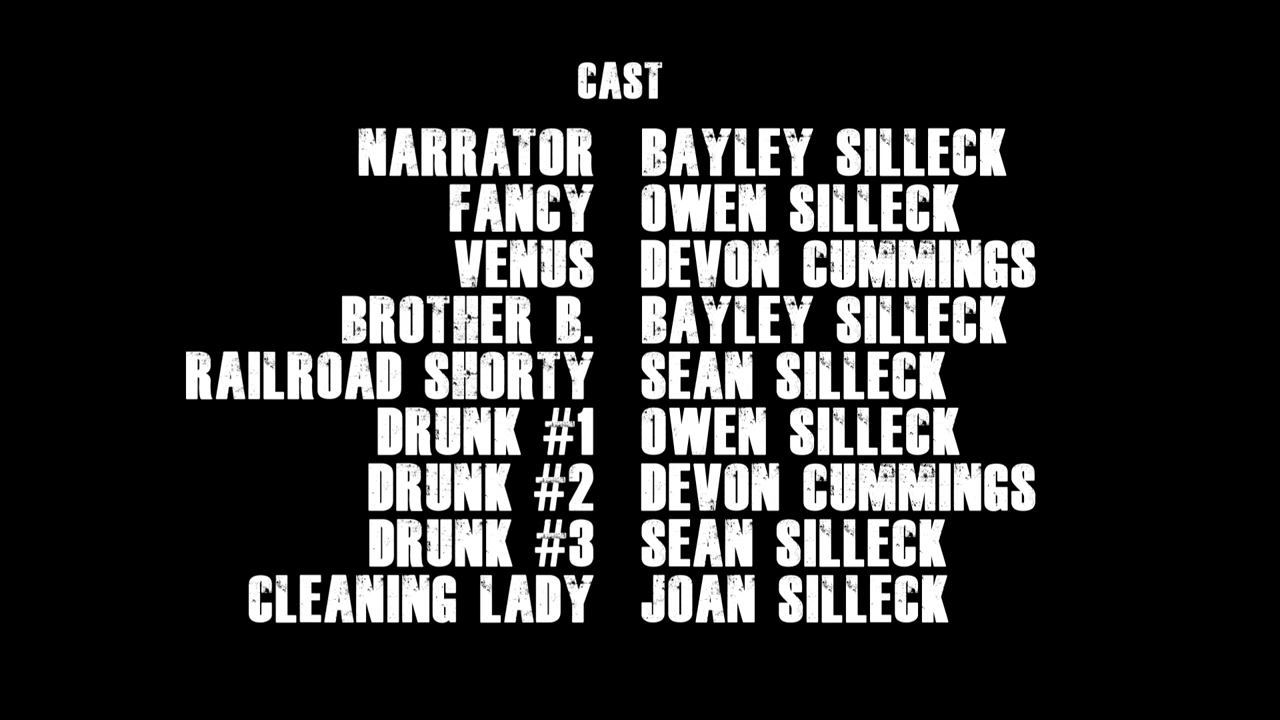 CAST
NARRATOR BAYLEY SILLECK
FANCY OWEN SILLECK
VENUS DEVON CUMMINGS
BROTHER B. BAYLEY SILLECK
RAILROAD SHORTY SEAN SILLECK
DRUNK #1 OWEN SILLECK
DRUNK #2 DEVON CUMMINGS
DRUNK #3 SEAN SILLECK
CLEANING LADY JOAN SILLECK